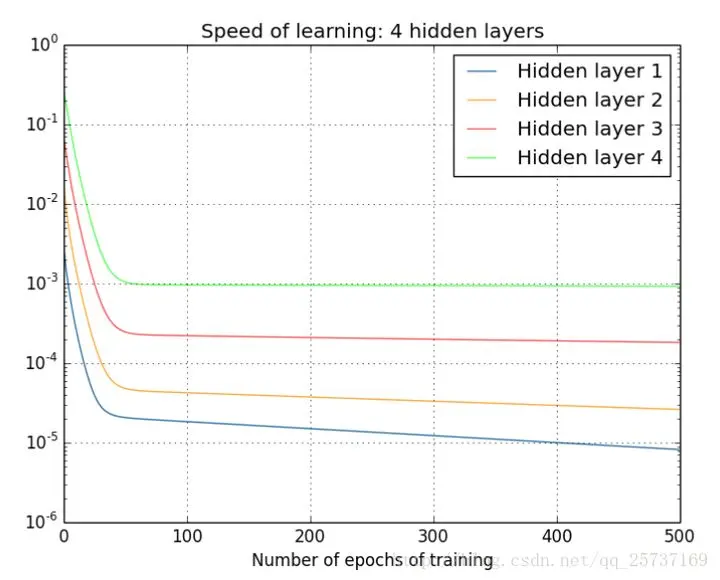 Speed of learning: 4 hidden layers
10^0
10^-1
10^-2
10^-3
10^-4
10^-5
10^-6
Hidden layer 1
Hidden layer 2
Hidden layer 3
Hidden layer 4
0 100 200 300 400 500
Number of epochs of training
csdn.net/qq_25737169